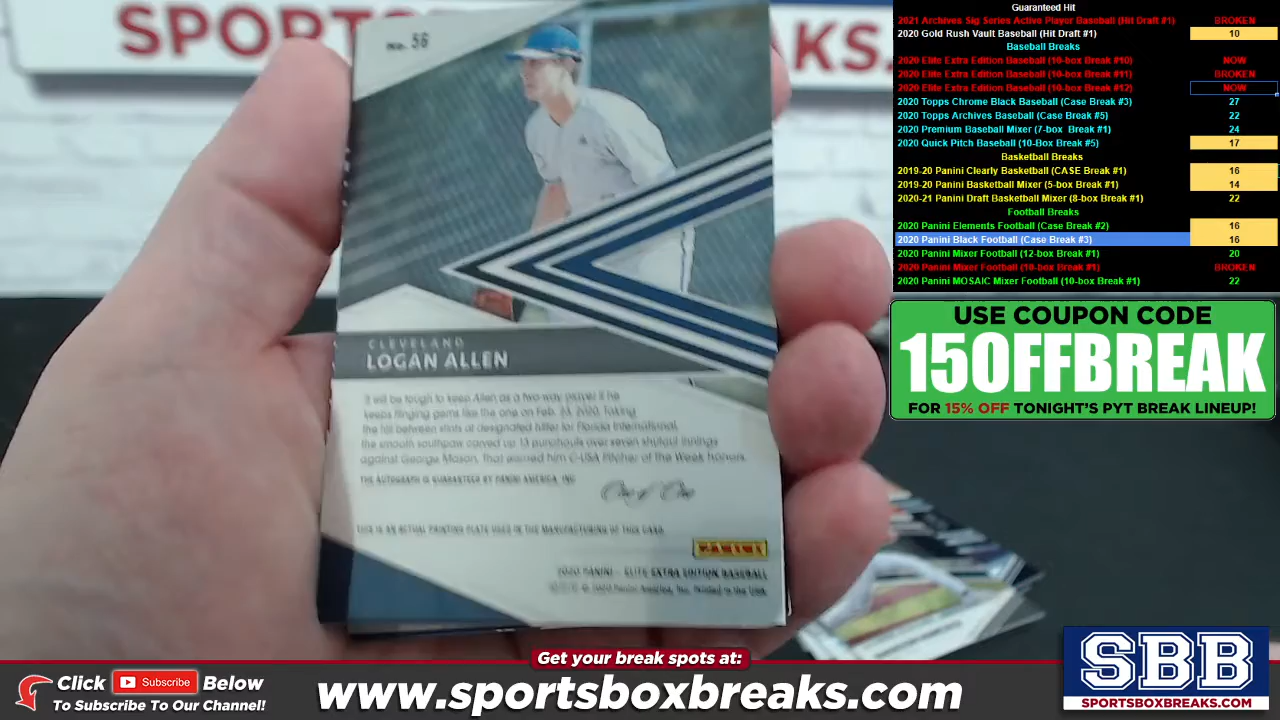 SPORTSB
BREAKS.
no. 56
CLEVELAND
LOGAN ALLEN
It will be tough to keep Allen as a two-way player if he
keeps flinging gems like the one on Feb. 23, 2020. Taking
the hill between stints at designated hitter for Florida International,
the smooth southpaw carved up 13 punchouts over seven shutout innings
against George Mason. That earned him C-USA Pitcher of the Week honors.
THE AUTOGRAPH IS GUARANTEED BY PANINI AMERICA, INC.
One of One
THIS IS AN ACTUAL PRINTING PLATE USED IN THE MANUFACTURING OF THIS CARD.
PANINI
2020 PANINI - ELITE EXTRA EDITION BASEBALL
© 2020 Panini America, Inc. Printed in the USA.
Guaranteed Hit
2021 Archives Sig Series Active Player Baseball (Hit Draft #1) BROKEN
2020 Gold Rush Vault Baseball (Hit Draft #1) 10
Baseball Breaks
2020 Elite Extra Edition Baseball (10-box Break #10) NOW
2020 Elite Extra Edition Baseball (10-box Break #11) BROKEN
2020 Elite Extra Edition Baseball (10-box Break #12) NOW
2020 Topps Chrome Black Baseball (Case Break #3) 27
2020 Topps Archives Baseball (Case Break #5) 22
2020 Premium Baseball Mixer (7-box Break #1) 24
2020 Quick Pitch Baseball (10-Box Break #5) 17
Basketball Breaks
2019-20 Panini Clearly Basketball (CASE Break #1) 16
2019-20 Panini Basketball Mixer (5-box Break #1) 14
2020-21 Panini Draft Basketball Mixer (8-box Break #1) 22
Football Breaks
2020 Panini Elements Football (Case Break #2) 16
2020 Panini Black Football (Case Break #3) 16
2020 Panini Mixer Football (12-box Break #1) 20
2020 Panini Mixer Football (18-box Break #1) BROKEN
2020 Panini MOSAIC Mixer Football (10-box Break #1) 22
USE COUPON CODE
15OFFBREAK
FOR 15% OFF TONIGHT'S PYT BREAK LINEUP!
SBB
SPORTSBOXBREAKS.COM
Get your break spots at:
Click Subscribe Below
To Subscribe To Our Channel!
www.sportsboxbreaks.com